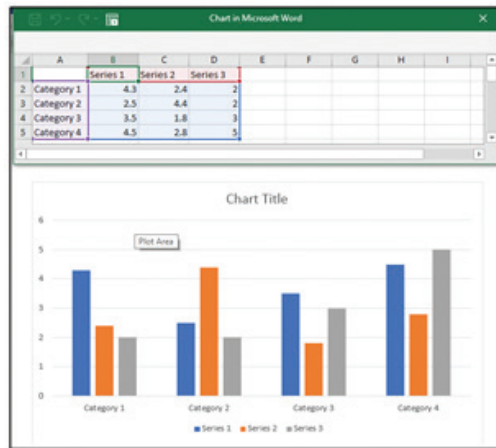 Chart in Microsoft Word
A B C D E F G H I
1 Series 1 Series 2 Series 3
2 Category 1 4.3 2.4 2
3 Category 2 2.5 4.4 2
4 Category 3 3.5 1.8 3
5 Category 4 4.5 2.8 5
Chart Title
6
Plot Area
5
4
3
2
1
0
Category 1 Category 2 Category 3 Category 4
Series 1 Series 2 Series 3